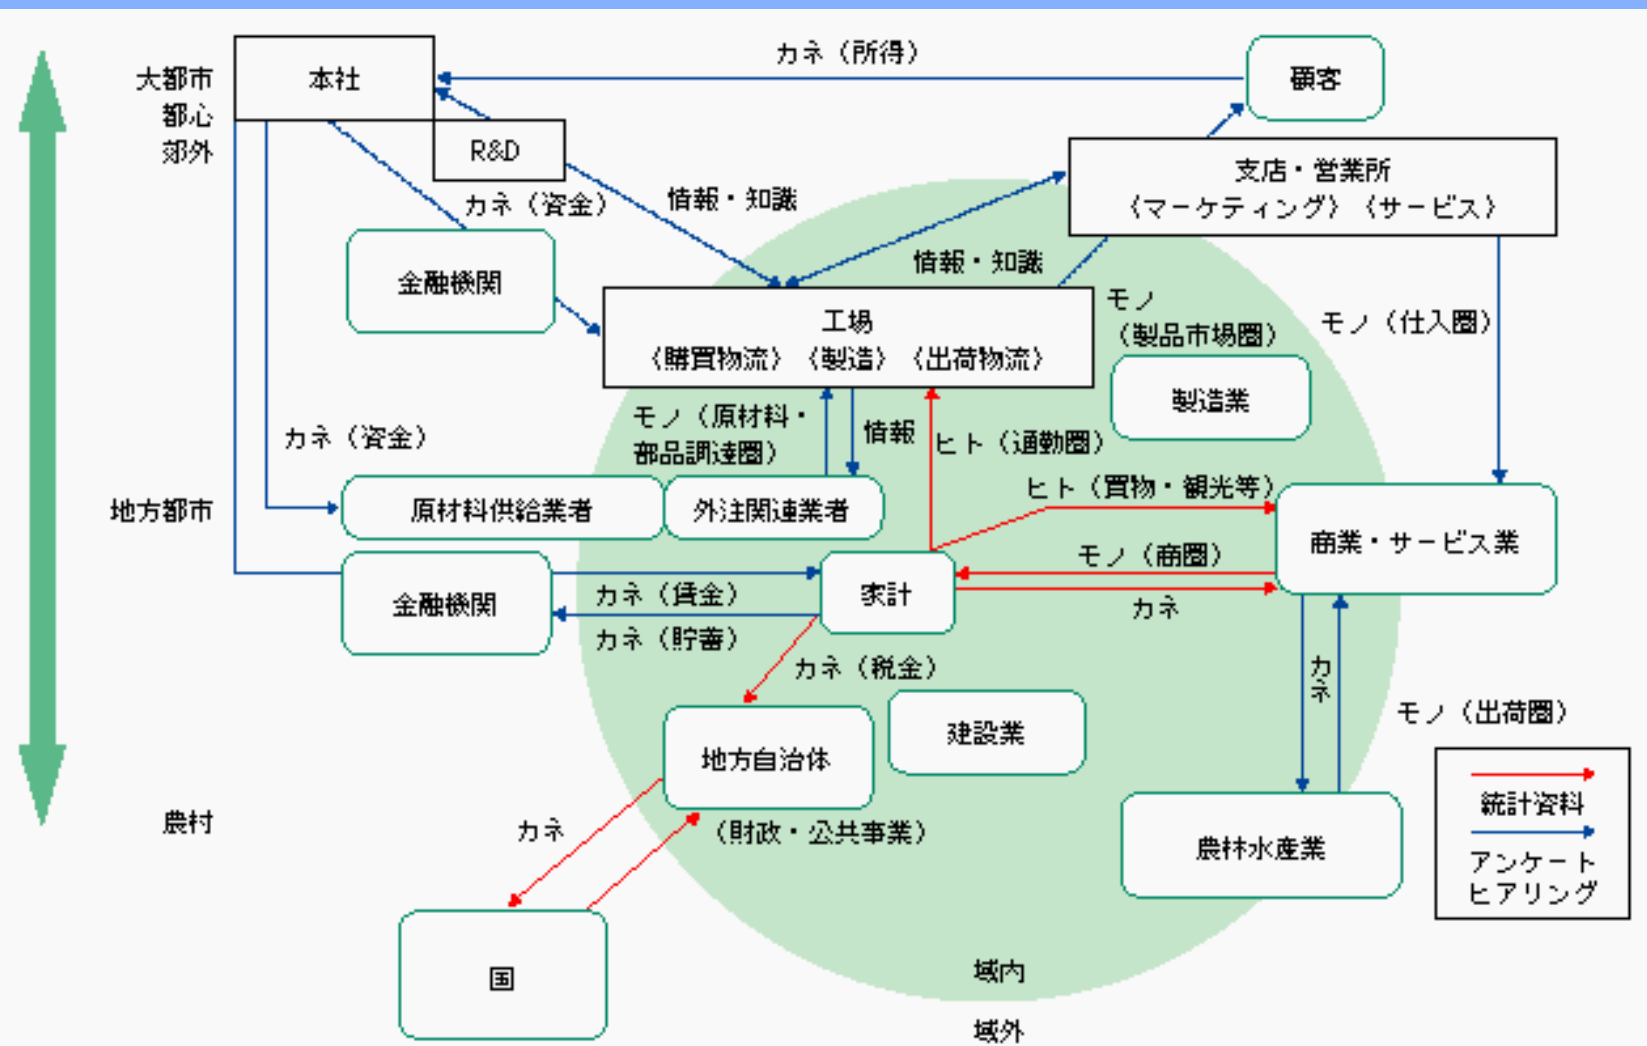 カネ（所得）
大都市
都心
郊外
本社
顧客
R&D
支店・営業所
〈マーケティング〉〈サービス〉
カネ（資金）
情報・知識
情報・知識
金融機関
工場
〈購買物流〉〈製造〉〈出荷物流〉
モノ
（製品市場圏）
モノ（仕入圏）
製造業
カネ（資金）
モノ（原材料・
部品調達圏）
情報
ヒト（通勤圏）
ヒト（買物・観光等）
地方都市
原材料供給業者
外注関連業者
商業・サービス業
モノ（商圏）
金融機関
カネ（賃金）
家計
カネ
カネ（貯蓄）
カネ（税金）
カネ
モノ（出荷圏）
地方自治体
建設業
（財政・公共事業）
農村
カネ
農林水産業
統計資料
アンケート
ヒアリング
国
域内
域外